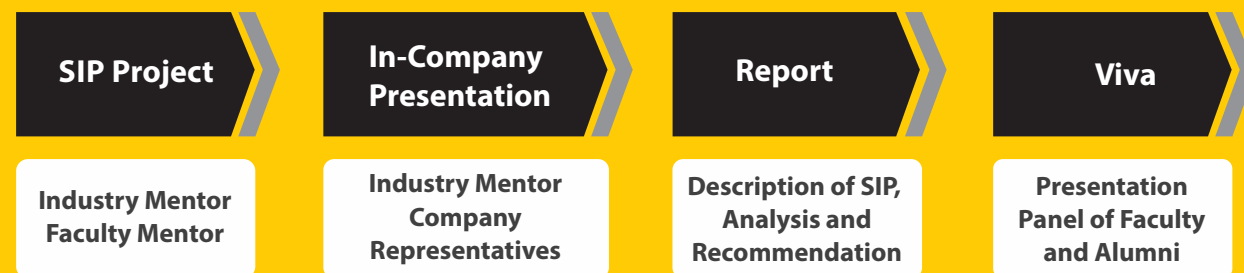 SIP Project
In-Company
Presentation
Report
Viva
Industry Mentor
Faculty Mentor
Industry Mentor
Company
Representatives
Description of SIP,
Analysis and
Recommendation
Presentation
Panel of Faculty
and Alumni